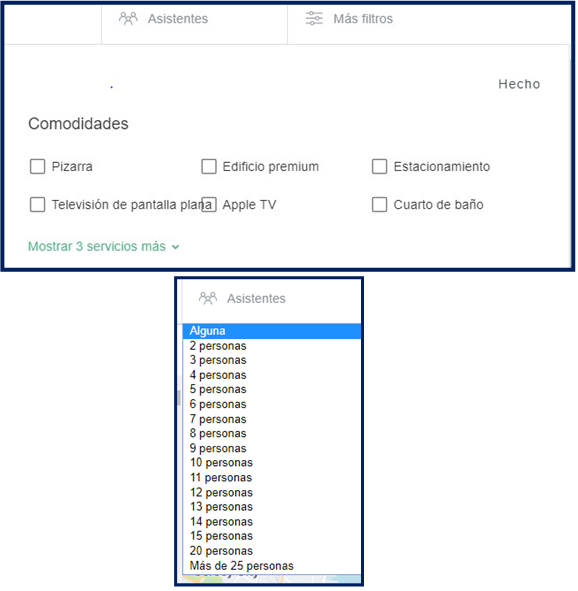 Asistentes
Más filtros
.
Hecho
Comodidades
Pizarra
Edificio premium
Estacionamiento
Televisión de pantalla plana
Apple TV
Cuarto de baño
Mostrar 3 servicios más
Asistentes
Alguna
2 personas
3 personas
4 personas
5 personas
6 personas
7 personas
8 personas
9 personas
10 personas
11 personas
12 personas
13 personas
14 personas
15 personas
20 personas
Más de 25 personas